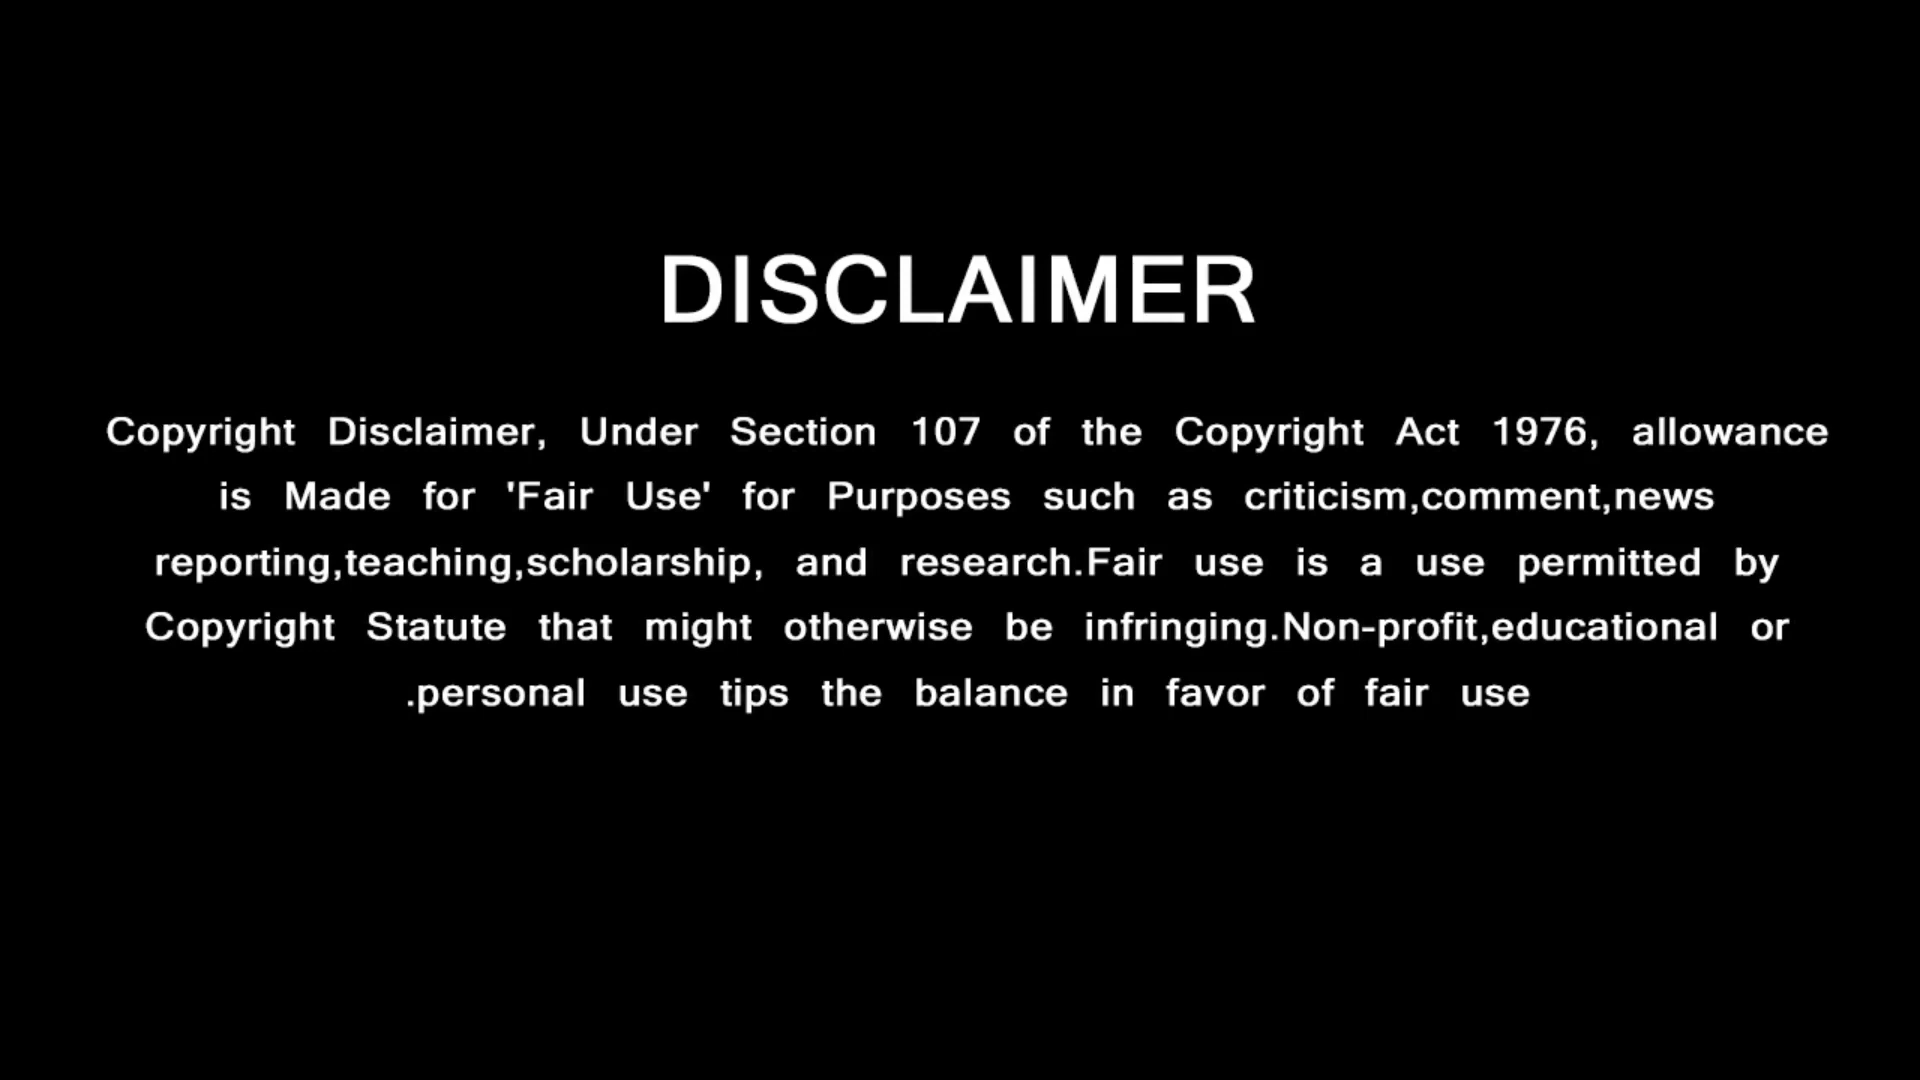 DISCLAIMER
Copyright Disclaimer, Under Section 107 of the Copyright Act 1976, allowance
is Made for 'Fair Use' for Purposes such as criticism,comment,news
reporting,teaching,scholarship, and research.Fair use is a use permitted by
Copyright Statute that might otherwise be infringing.Non-profit,educational or
.personal use tips the balance in favor of fair use